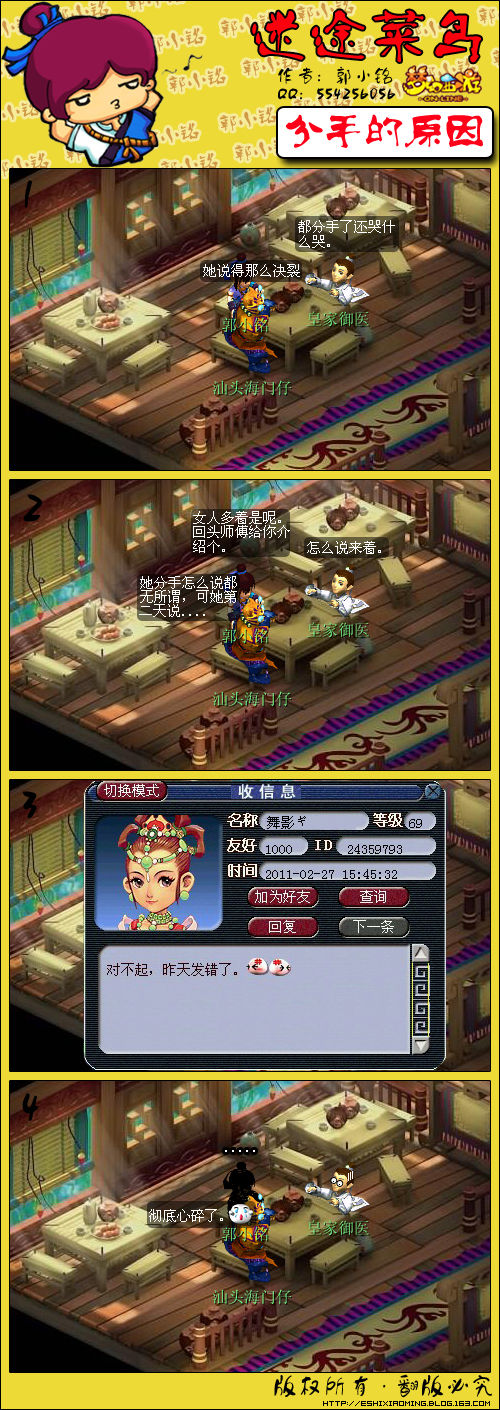 迷途菜鸟
作者：郭小铭
QQ：554256056
梦幻西游
ON-LINE
分手的原因
郭小铭
1
都分手了还哭什
么哭。
她说得那么决裂
郭小铭
皇家御医
汕头海门仔
2
女人多着是呢。
回头师傅给你介
绍个。
怎么说来着。
她分手怎么说都
无所谓，可她第
二天说....
郭小铭
皇家御医
汕头海门仔
3
切换模式
收信息
名称 舞影ギ 等级 69
友好 1000 ID 24359793
时间 2011-02-27 15:45:32
加为好友 查询
回复 下一条
对不起，昨天发错了。
4
.....
彻底心碎了。
郭小铭
皇家御医
汕头海门仔
版权所有·翻版必究
HTTP://ESHIXIAOMING.BLOG.163.COM